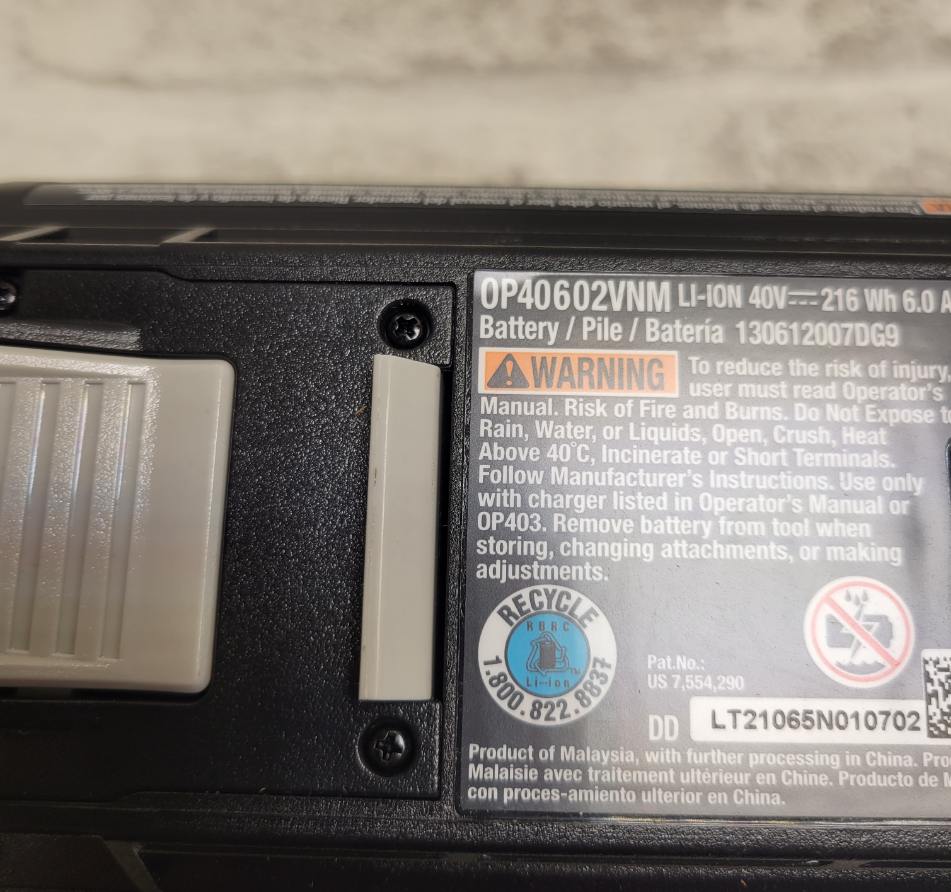 OP40602VNM LI-ION 40V⎓216 Wh 6.0 A
Battery / Pile / Batería 130612007DG9
WARNING
To reduce the risk of injury,
user must read Operator's
Manual. Risk of Fire and Burns. Do Not Expose
Rain, Water, or Liquids, Open, Crush, Heat
Above 40°C, Incinerate or Short Terminals.
Follow Manufacturer's Instructions. Use only
with charger listed in Operator's Manual or
OP403. Remove battery from tool when
storing, changing attachments, or making
adjustments.
RECYCLE
RBRC
Li-ion
TM
1.800.822.8837
Pat.No.:
US 7,554,290
DD
LT21065N010702
Product of Malaysia, with further processing in China. Pro
Malaisie avec traitement ultérieur en Chine. Producto de
con proces-amiento ulterior en China.